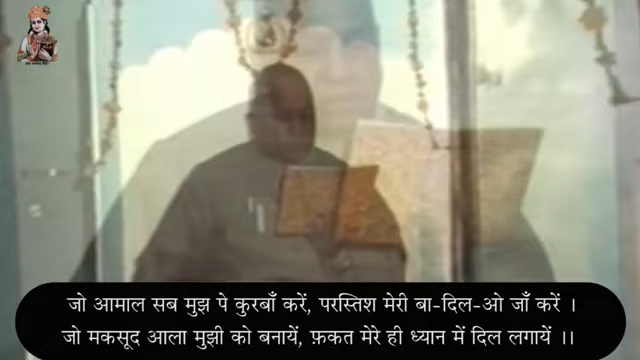 जो आमाल सब मुझ पे कुरबाँ करें, परस्तिश मेरी बा-दिल-ओ जाँ करें ।
जो मकसूद आला मुझी को बनायें, फ़कत मेरे ही ध्यान में दिल लगायें ।।